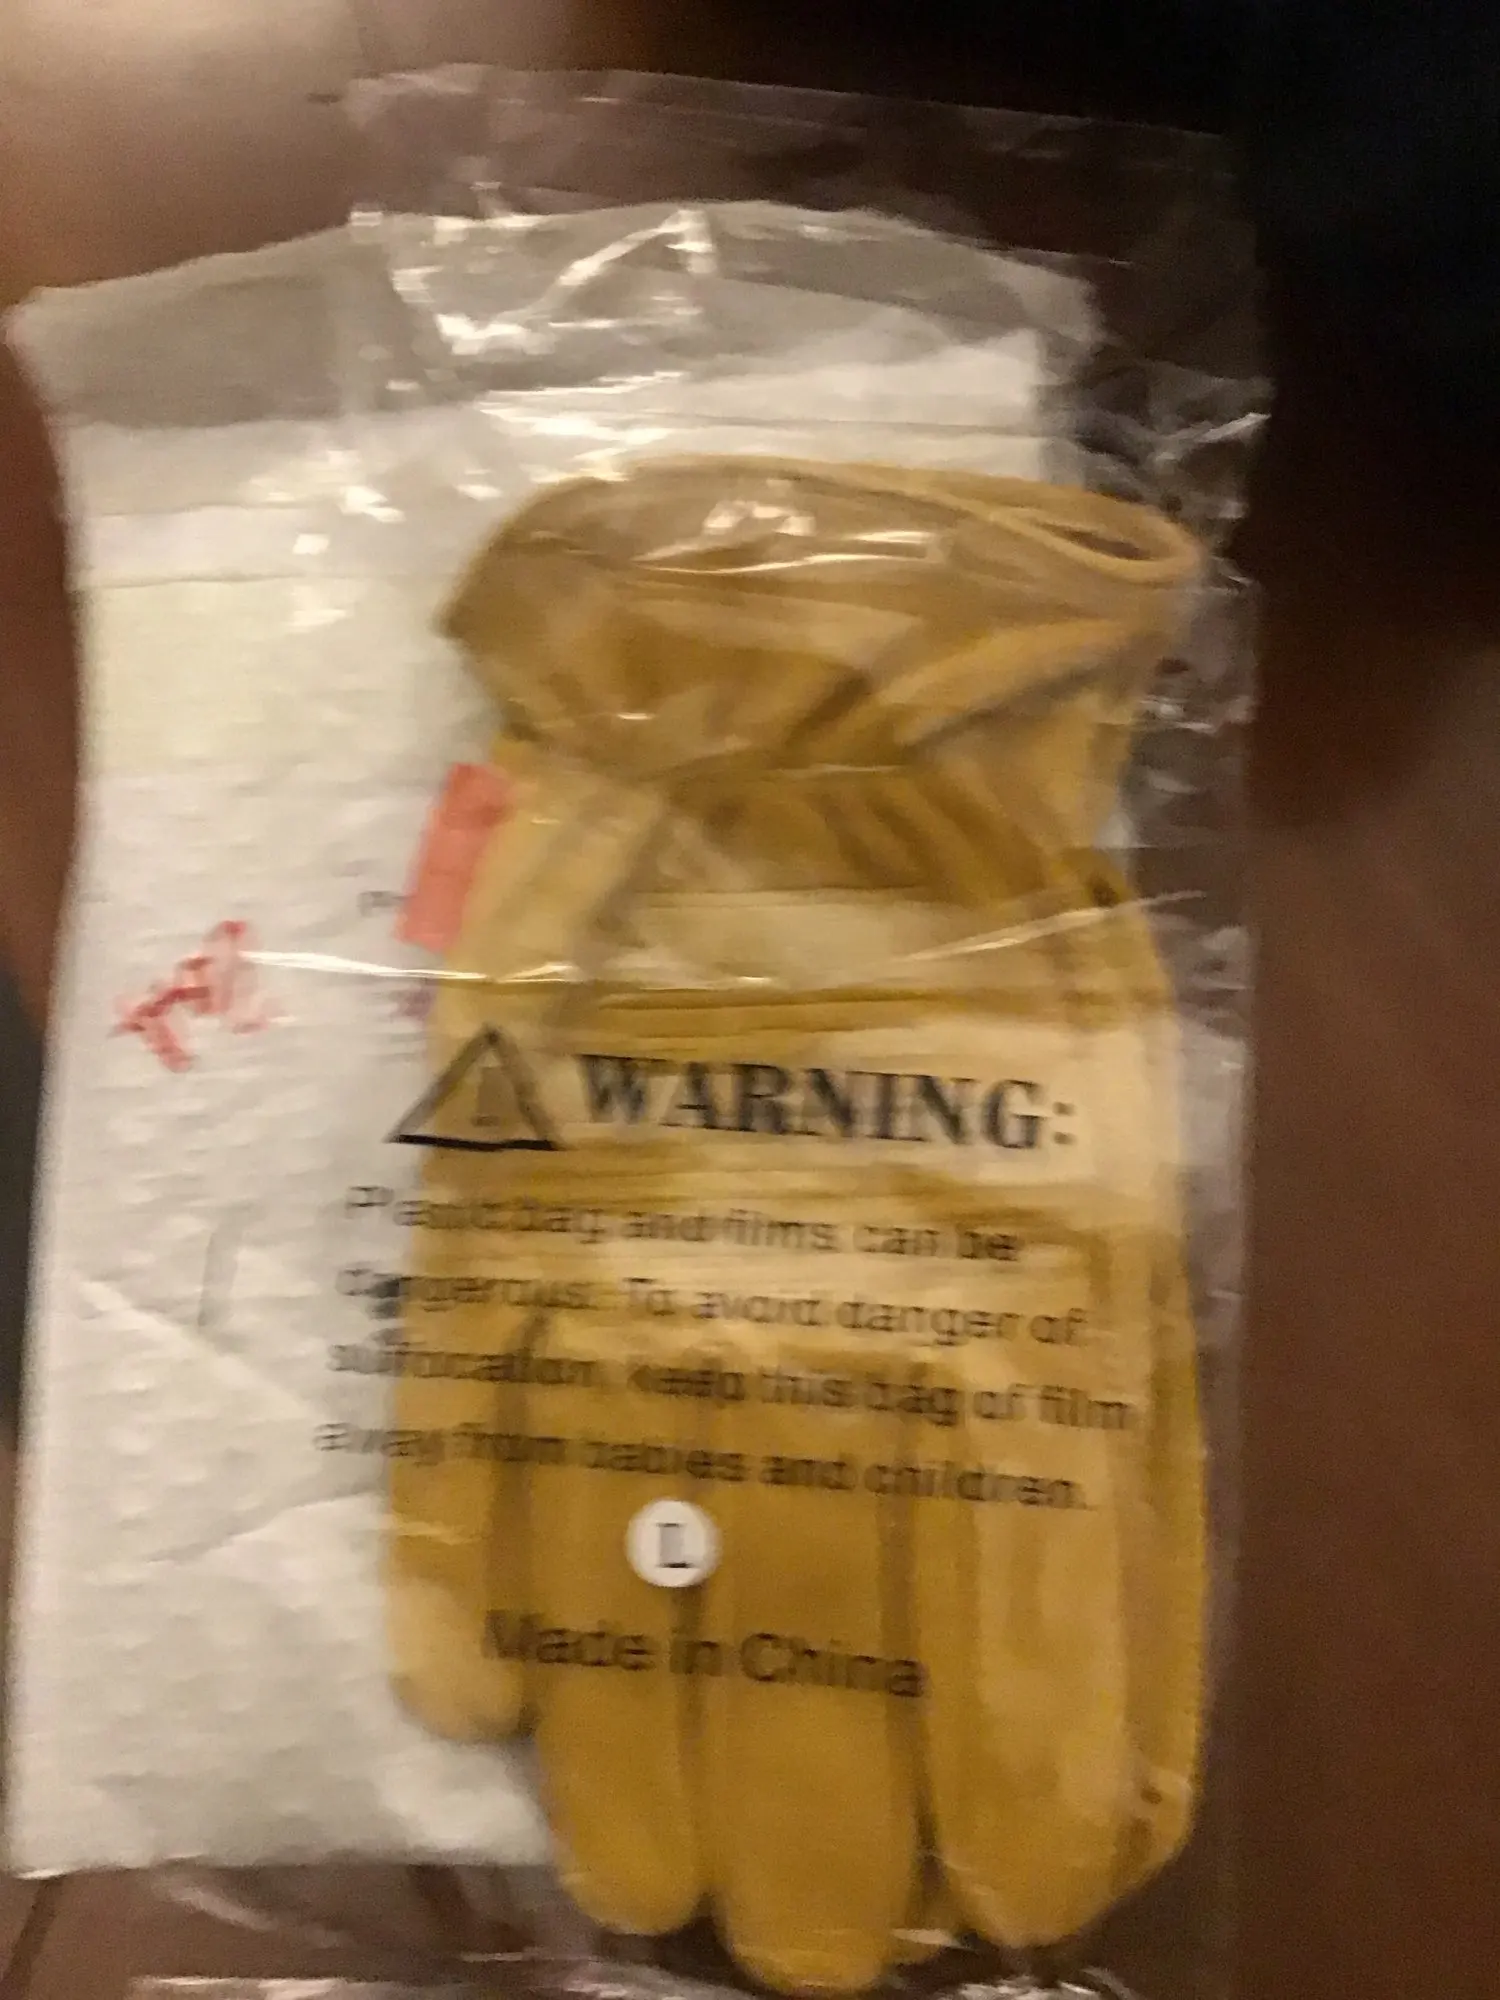 WARNING:
Plastic bag and films can be
dangerous. To avoid danger of
suffocation, keep this bag of film
away from babies and children.
L
Made in China